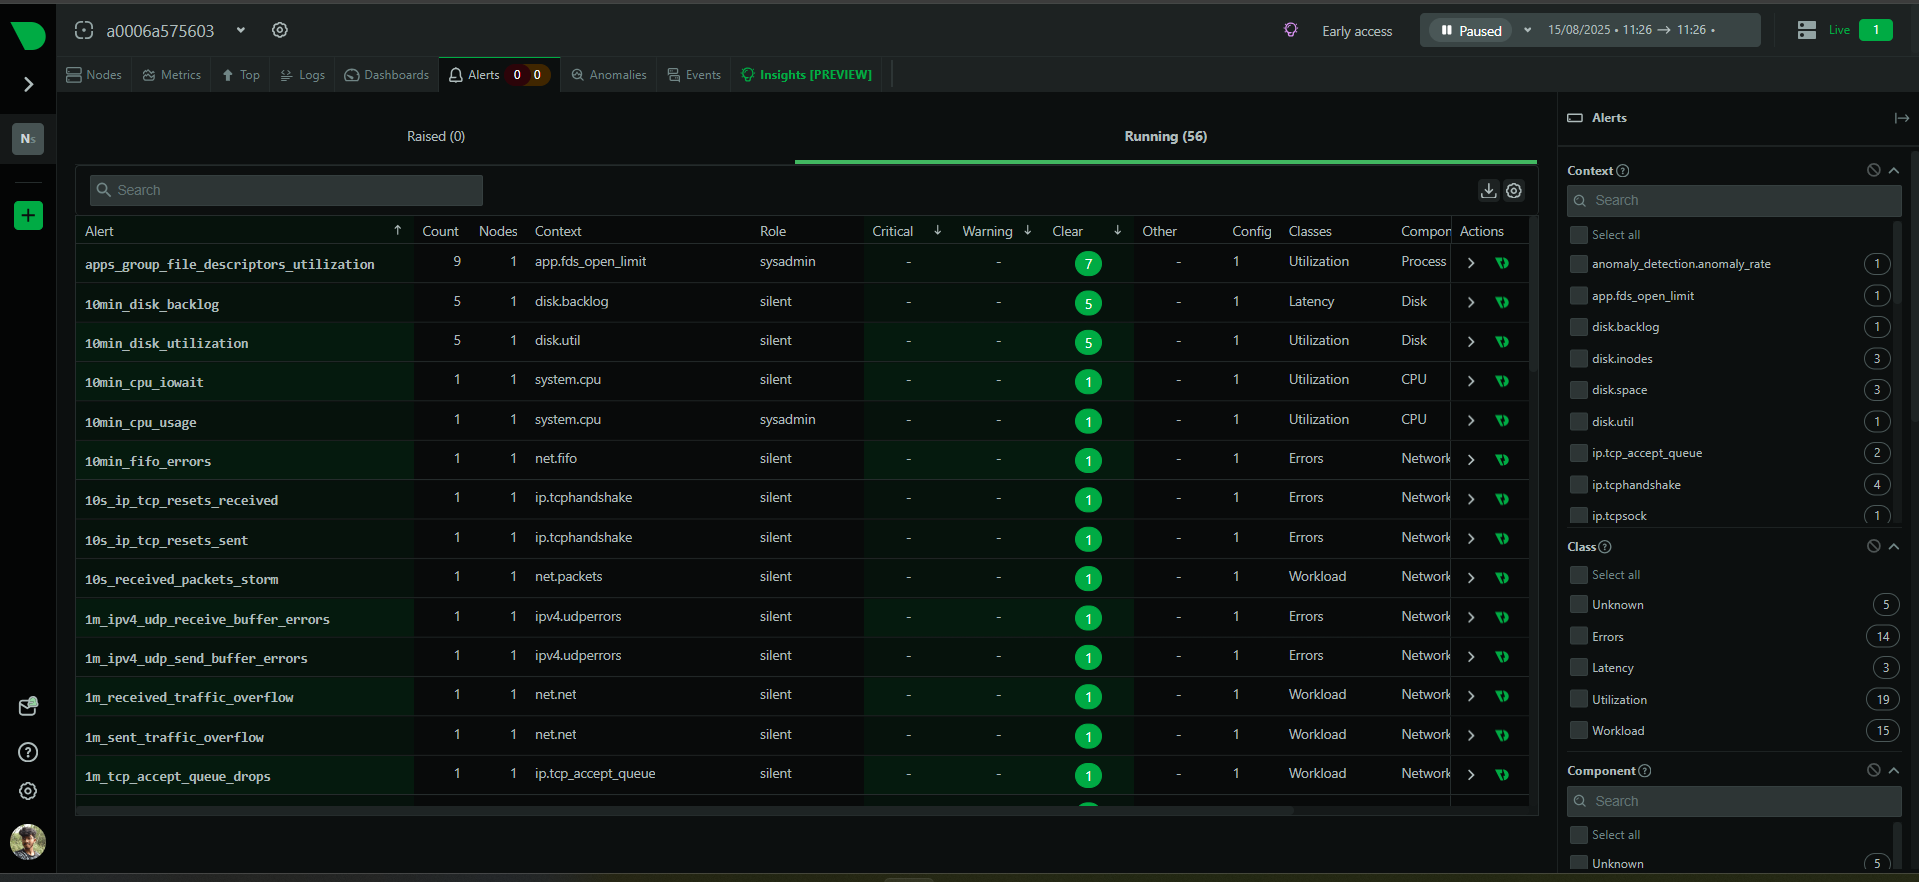 a0006a575603
Early access
Paused
15/08/2025 • 11:26 → 11:26 •
Live
1
Nodes
Metrics
Top
Logs
Dashboards
Alerts 0 0
Anomalies
Events
Insights [PREVIEW]
Ns
Raised (0)
Running (56)
Search
Alert Count Nodes Context Role Critical Warning Clear Other Config Classes Compon Actions
apps_group_file_descriptors_utilization 9 1 app.fds_open_limit sysadmin - - 7 - 1 Utilization Process
10min_disk_backlog 5 1 disk.backlog silent - - 5 - 1 Latency Disk
10min_disk_utilization 5 1 disk.util silent - - 5 - 1 Utilization Disk
10min_cpu_iowait 1 1 system.cpu silent - - 1 - 1 Utilization CPU
10min_cpu_usage 1 1 system.cpu sysadmin - - 1 - 1 Utilization CPU
10min_fifo_errors 1 1 net.fifo silent - - 1 - 1 Errors Network
10s_ip_tcp_resets_received 1 1 ip.tcphandshake silent - - 1 - 1 Errors Network
10s_ip_tcp_resets_sent 1 1 ip.tcphandshake silent - - 1 - 1 Errors Network
10s_received_packets_storm 1 1 net.packets silent - - 1 - 1 Workload Network
1m_ipv4_udp_receive_buffer_errors 1 1 ipv4.udperrors silent - - 1 - 1 Errors Network
1m_ipv4_udp_send_buffer_errors 1 1 ipv4.udperrors silent - - 1 - 1 Errors Network
1m_received_traffic_overflow 1 1 net.net silent - - 1 - 1 Workload Network
1m_sent_traffic_overflow 1 1 net.net silent - - 1 - 1 Workload Network
1m_tcp_accept_queue_drops 1 1 ip.tcp_accept_queue silent - - 1 - 1 Workload Network
Alerts
Context
Search
Select all
anomaly_detection.anomaly_rate 1
app.fds_open_limit 1
disk.backlog 1
disk.inodes 3
disk.space 3
disk.util 1
ip.tcp_accept_queue 2
ip.tcphandshake 4
ip.tcpsock 1
Class
Select all
Unknown 5
Errors 14
Latency 3
Utilization 19
Workload 15
Component
Search
Select all
Unknown 5